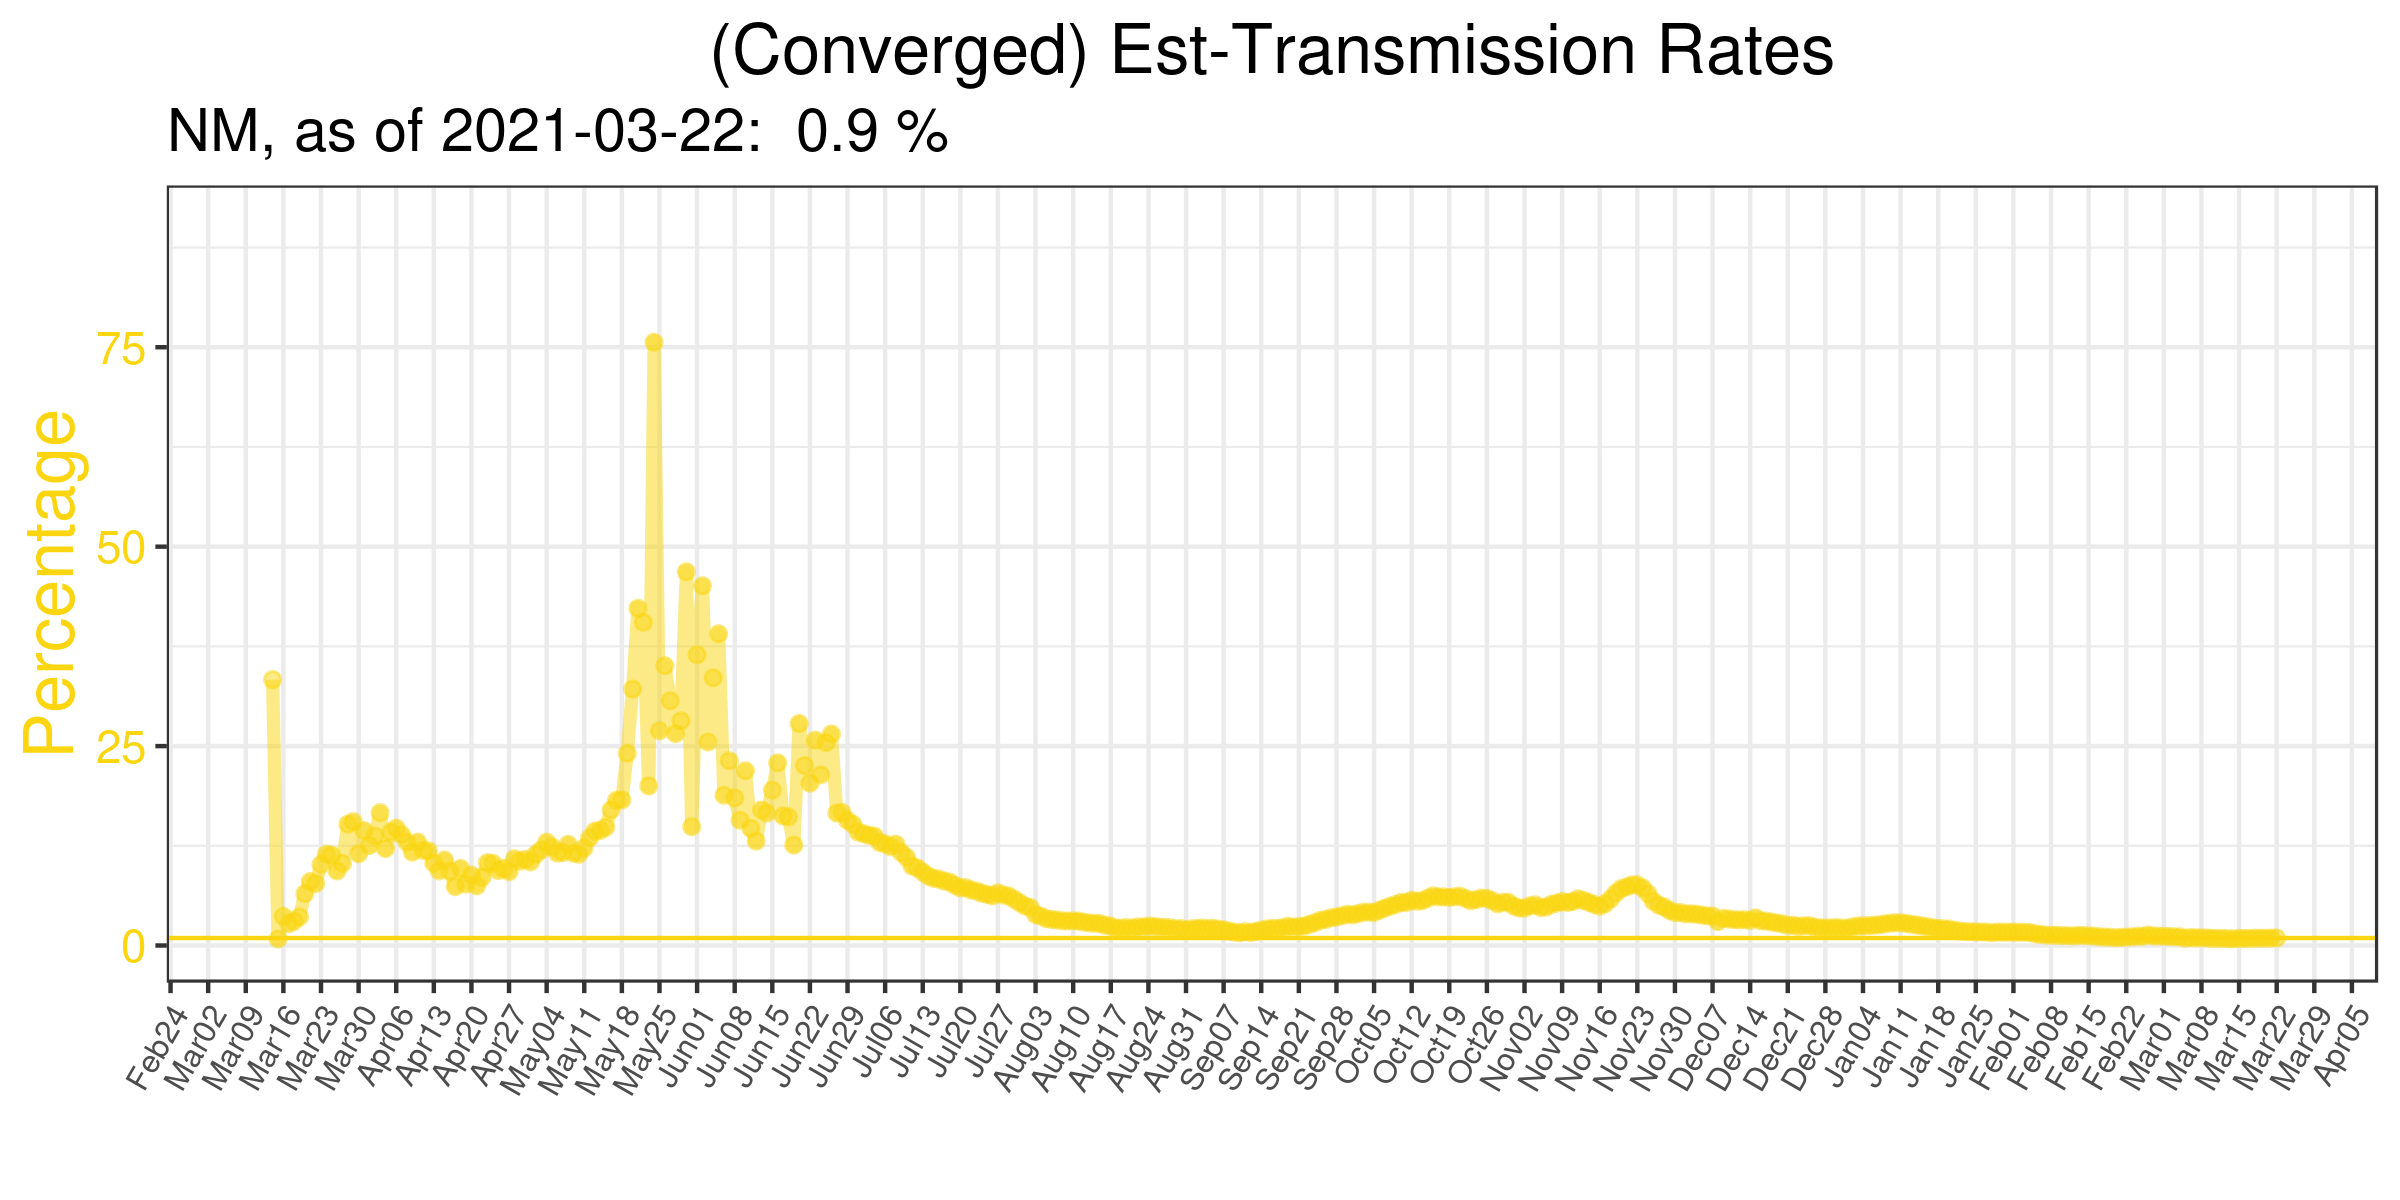 (Converged) Est-Transmission Rates
NM, as of 2021-03-22:  0.9 %
Percentage
75
50
25
0
Feb24
Mar02
Mar09
Mar16
Mar23
Mar30
Apr06
Apr13
Apr20
Apr27
May04
May11
May18
May25
Jun01
Jun08
Jun15
Jun22
Jun29
Jul06
Jul13
Jul20
Jul27
Aug03
Aug10
Aug17
Aug24
Aug31
Sep07
Sep14
Sep21
Sep28
Oct05
Oct12
Oct19
Oct26
Nov02
Nov09
Nov16
Nov23
Nov30
Dec07
Dec14
Dec21
Dec28
Jan04
Jan11
Jan18
Jan25
Feb01
Feb08
Feb15
Feb22
Mar01
Mar08
Mar15
Mar22
Mar29
Apr05